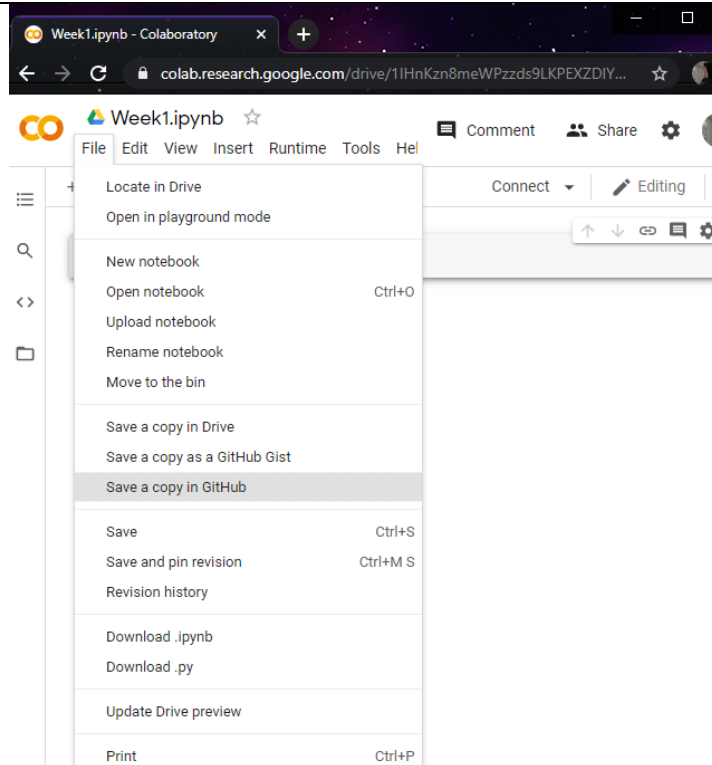 Week1.ipynb - Colaboratory
colab.research.google.com/drive/1IHnKzn8meWPzzds9LKPEXZDIY...
Week1.ipynb
Comment Share
File Edit View Insert Runtime Tools Hel
Connect Editing
Locate in Drive
Open in playground mode
New notebook
Open notebook Ctrl+O
Upload notebook
Rename notebook
Move to the bin
Save a copy in Drive
Save a copy as a GitHub Gist
Save a copy in GitHub
Save Ctrl+S
Save and pin revision Ctrl+M S
Revision history
Download .ipynb
Download .py
Update Drive preview
Print Ctrl+P